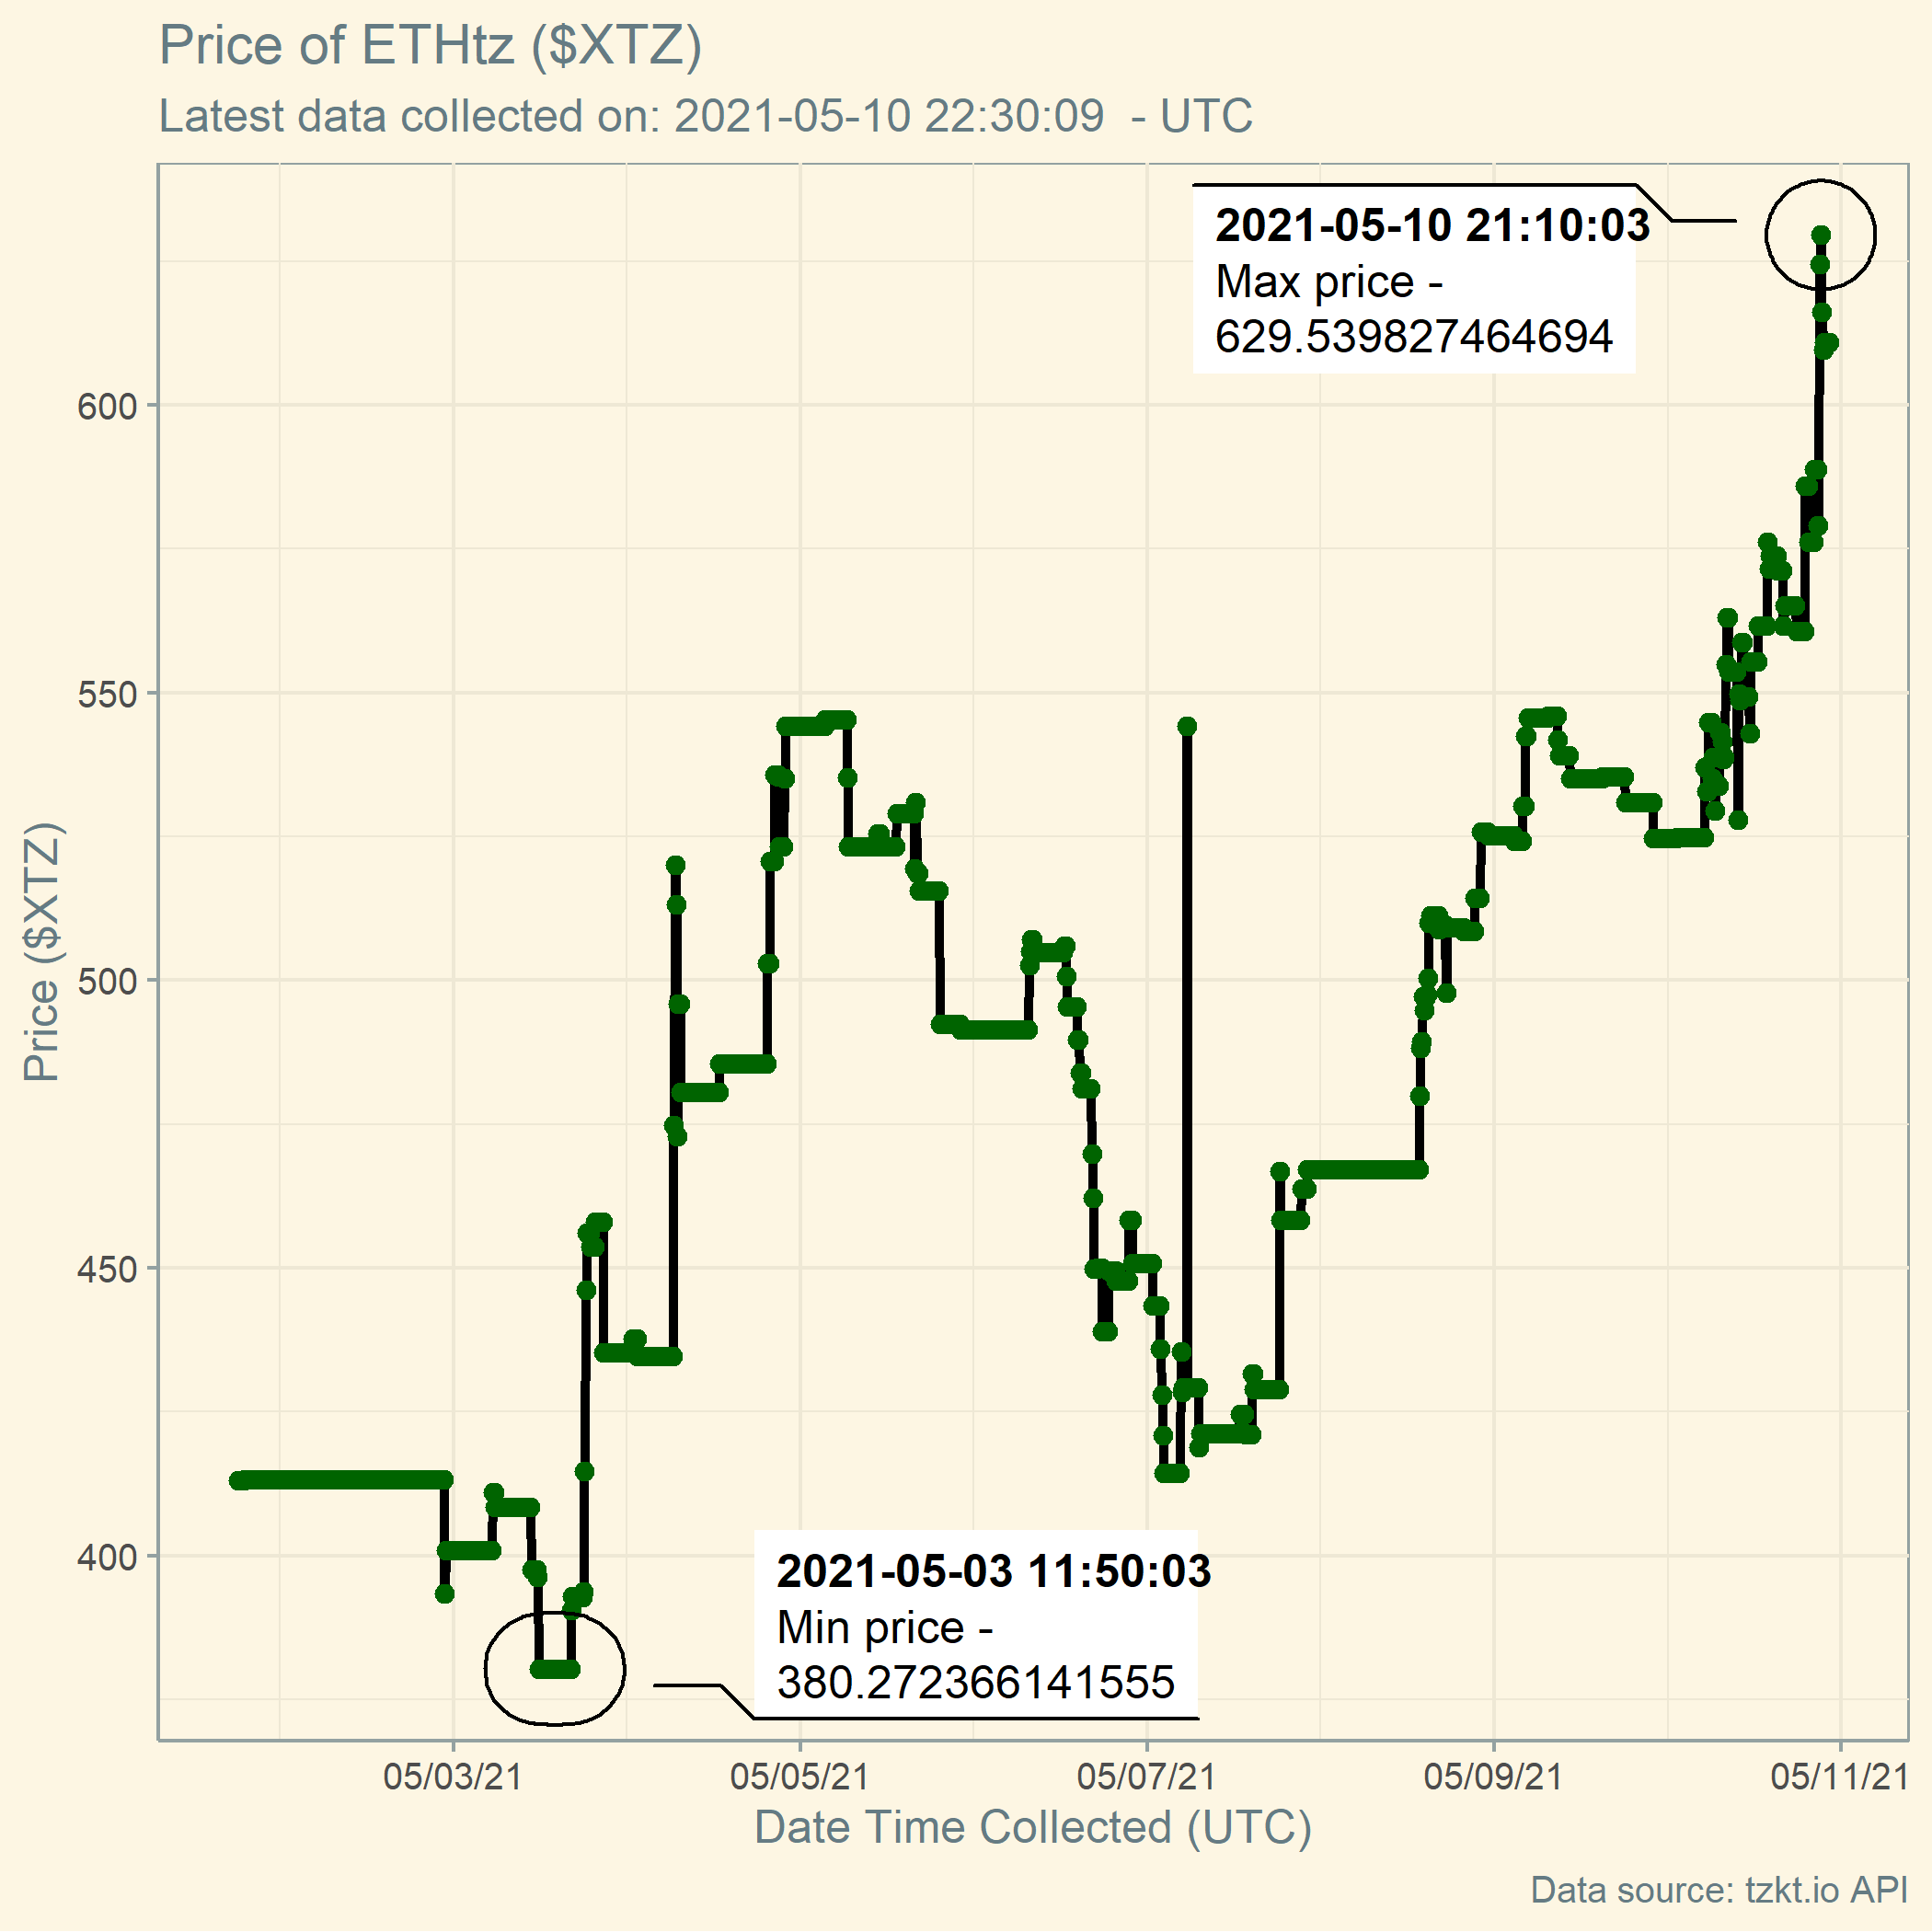 Price of ETHtz ($XTZ)
Latest data collected on: 2021-05-10 22:30:09  - UTC
2021-05-10 21:10:03
Max price -
629.539827464694
600
550
500
450
400
Price ($XTZ)
2021-05-03 11:50:03
Min price -
380.272366141555
05/03/21
05/05/21
05/07/21
05/09/21
05/11/21
Date Time Collected (UTC)
Data source: tzkt.io API